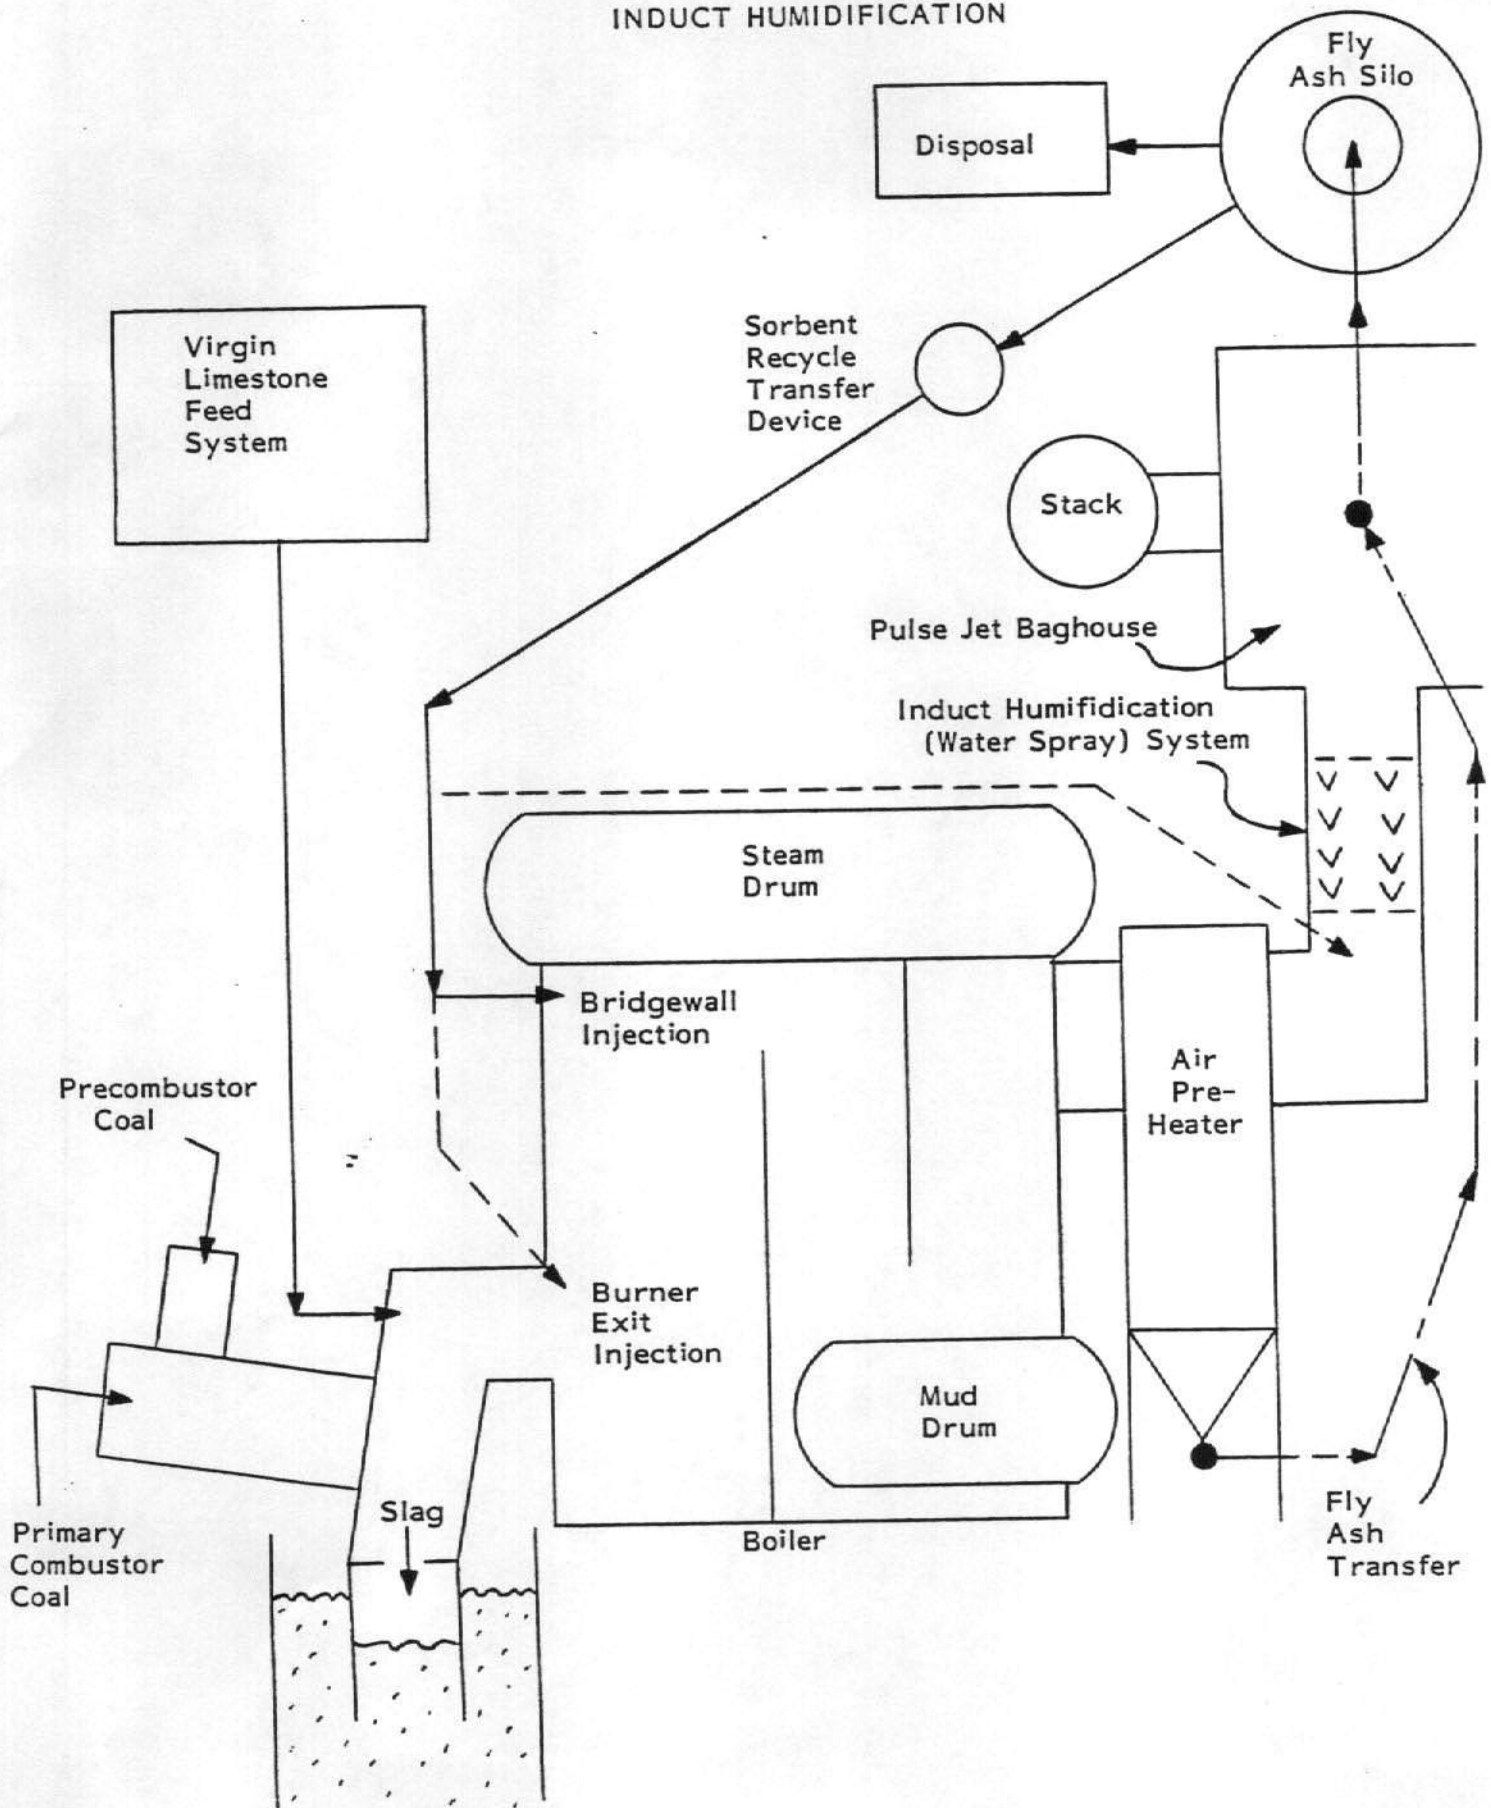 INDUCT HUMIDIFICATION
Fly
Ash Silo
Disposal
Virgin
Limestone
Feed
System
Sorbent
Recycle
Transfer
Device
Stack
Pulse Jet Baghouse
Induct Humifidication
(Water Spray) System
Steam
Drum
Bridgewall
Injection
Air
Pre-
Heater
Precombustor
Coal
Burner
Exit
Injection
Mud
Drum
Primary
Combustor
Coal
Slag
Boiler
Fly
Ash
Transfer